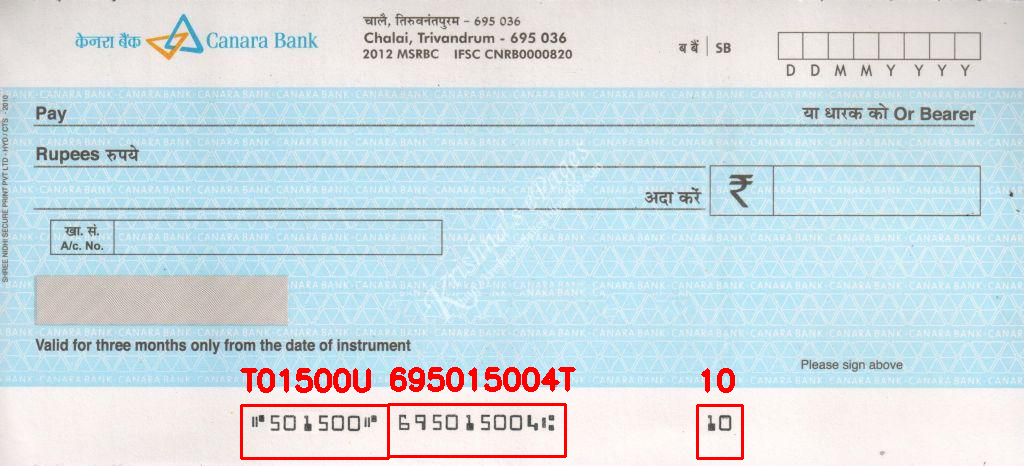 केनरा बैंक Canara Bank
चालै, तिरुवनंतपुरम - 695 036
Chalai, Trivandrum - 695 036
2012 MSRBC IFSC CNRB0000820
ब बैं SB
D D M M Y Y Y Y
Pay या धारक को Or Bearer
Rupees रुपये
अदा करें ₹
खा. सं.
A/c. No.
SHREE NIDHI SECURE PRINT PVT LTD - HYD / CTS - 2010
Valid for three months only from the date of instrument
Please sign above
T01500U 695015004T 10
⑈501500⑈ 695015004⑆ 10
CANARA BANK